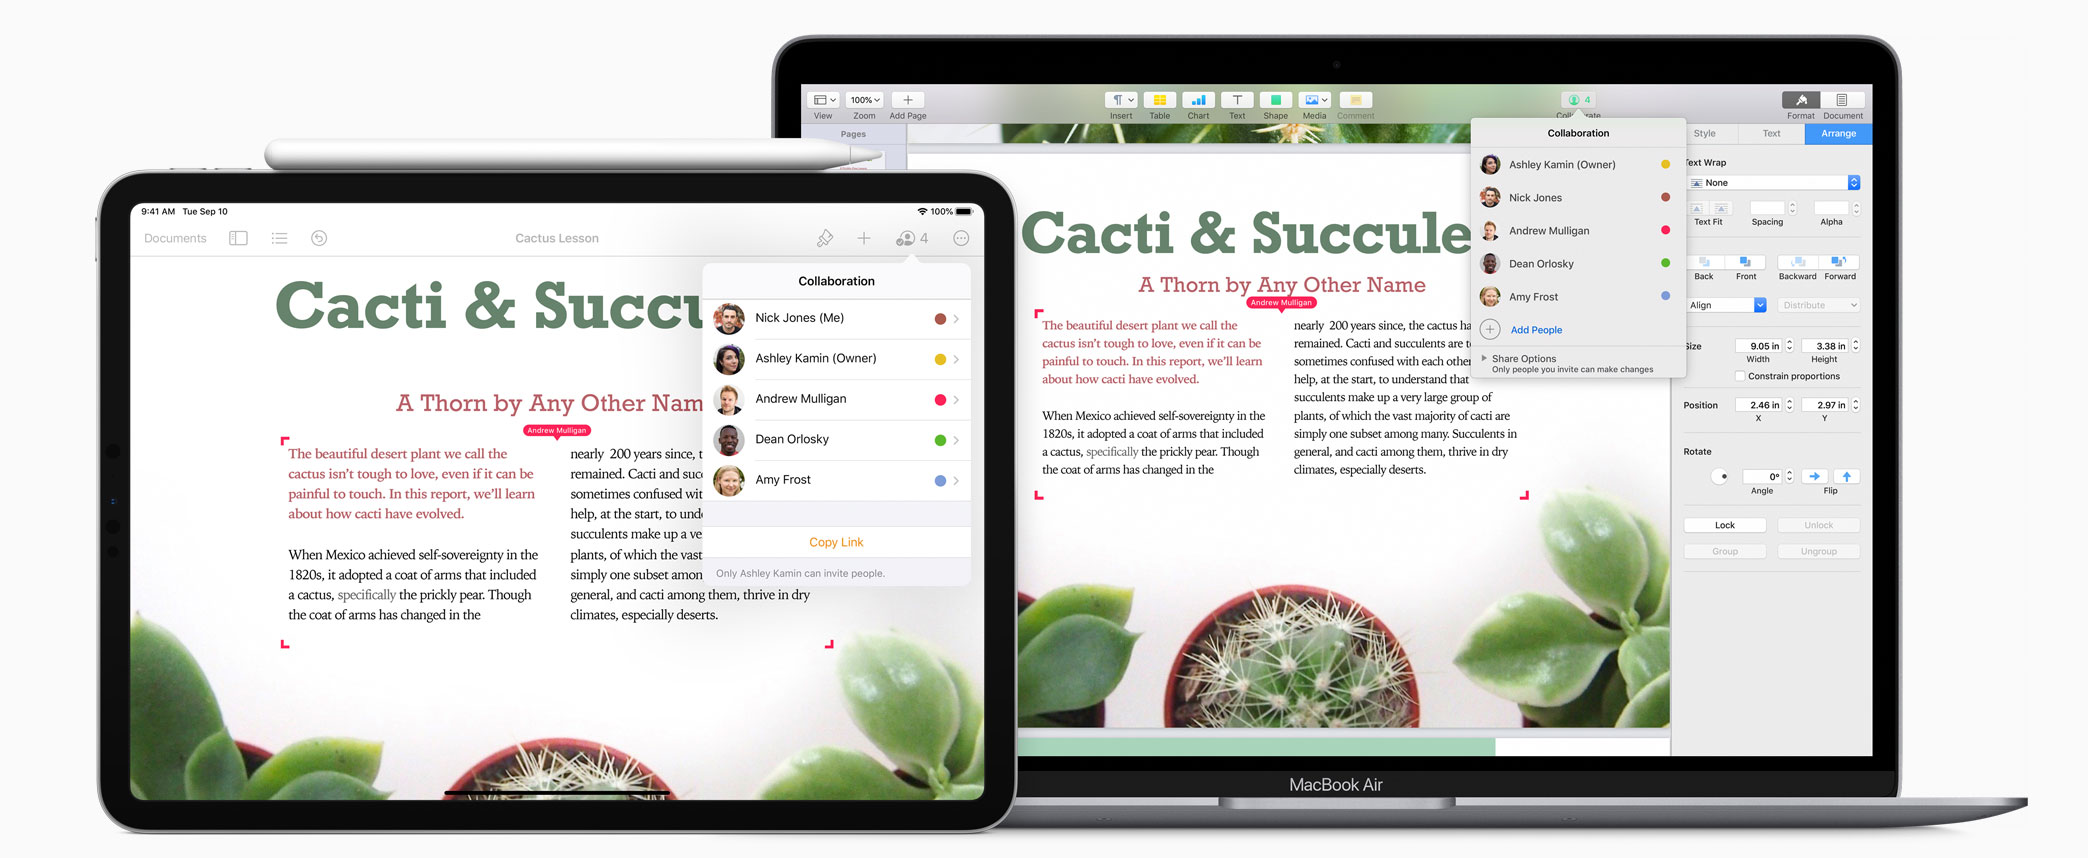 9:41 AM Tue Sep 10
100%
Documents
Cactus Lesson
4
Cacti & Succu
A Thorn by Any Other Nam
Andrew Mulligan
The beautiful desert plant we call the
cactus isn't tough to love, even if it can be
painful to touch. In this report, we'll learn
about how cacti have evolved.
When Mexico achieved self-sovereignty in the
1820s, it adopted a coat of arms that included
a cactus, specifically the prickly pear. Though
the coat of arms has changed in the
nearly 200 years since, t
remained. Cacti and suc
sometimes confused wit
help, at the start, to und
succulents make up a ve
plants, of which the vast
simply one subset among
general, and cacti among them, thrive in dry
climates, especially deserts.
Collaboration
Nick Jones (Me)
Ashley Kamin (Owner)
Andrew Mulligan
Dean Orlosky
Amy Frost
Copy Link
Only Ashley Kamin can invite people.
100%
View
Zoom
Add Page
Insert
Table
Chart
Text
Shape
Media
Comment
4
Collaborate
Format
Document
Pages
Cacti & Succule
A Thorn by Any Other Name
Andrew Mulligan
The beautiful desert plant we call the
cactus isn't tough to love, even if it can be
painful to touch. In this report, we'll learn
about how cacti have evolved.
When Mexico achieved self-sovereignty in the
1820s, it adopted a coat of arms that included
a cactus, specifically the prickly pear. Though
the coat of arms has changed in the
nearly 200 years since, the cactus ha
remained. Cacti and succulents are t
sometimes confused with each other
help, at the start, to understand that
succulents make up a very large group of
plants, of which the vast majority of cacti are
simply one subset among many. Succulents in
general, and cacti among them, thrive in dry
climates, especially deserts.
Collaboration
Ashley Kamin (Owner)
Nick Jones
Andrew Mulligan
Dean Orlosky
Amy Frost
Add People
Share Options
Only people you invite can make changes
Style
Text
Arrange
Text Wrap
None
Text Fit
Spacing
Alpha
Back
Front
Backward
Forward
Align
Distribute
Size
9.05 in
3.38 in
Width
Height
Constrain proportions
Position
2.46 in
2.97 in
X
Y
Rotate
0°
Angle
Flip
Lock
Unlock
Group
Ungroup
MacBook Air